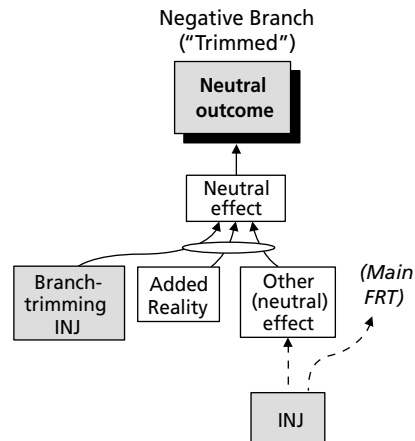 Negative Branch
(“Trimmed”)
Neutral
outcome
Neutral
effect
Branch-
trimming
INJ
Added
Reality
Other
(neutral)
effect
(Main
FRT)
INJ